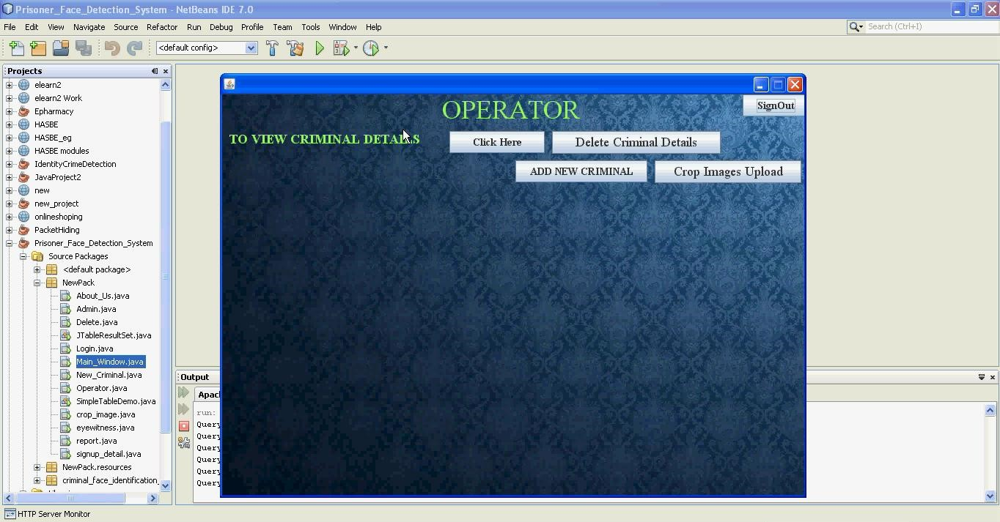 Prisoner_Face_Detection_System - NetBeans IDE 7.0
File Edit View Navigate Source Refactor Run Debug Profile Team Tools Window Help
Search (Ctrl+I)
<default config>
Projects
elearn2
elearn2 Work
Epharmacy
HASBE
HASBE_eg
HASBE modules
IdentityCrimeDetection
JavaProject2
new
new_project
onlineshoping
PacketHiding
Prisoner_Face_Detection_System
Source Packages
<default package>
NewPack
About_Us.java
Admin.java
Delete.java
JTableResultSet.java
Login.java
Main_Window.java
New_Criminal.java
Operator.java
SimpleTableDemo.java
crop_image.java
eyewitness.java
report.java
signup_detail.java
NewPack.resources
criminal_face_identification_
OPERATOR
SignOut
TO VIEW CRIMINAL DETAILS
Click Here
Delete Criminal Details
ADD NEW CRIMINAL
Crop Images Upload
Output
Apac
run:
Query
Query
Query
Query
Query
Query
HTTP Server Monitor